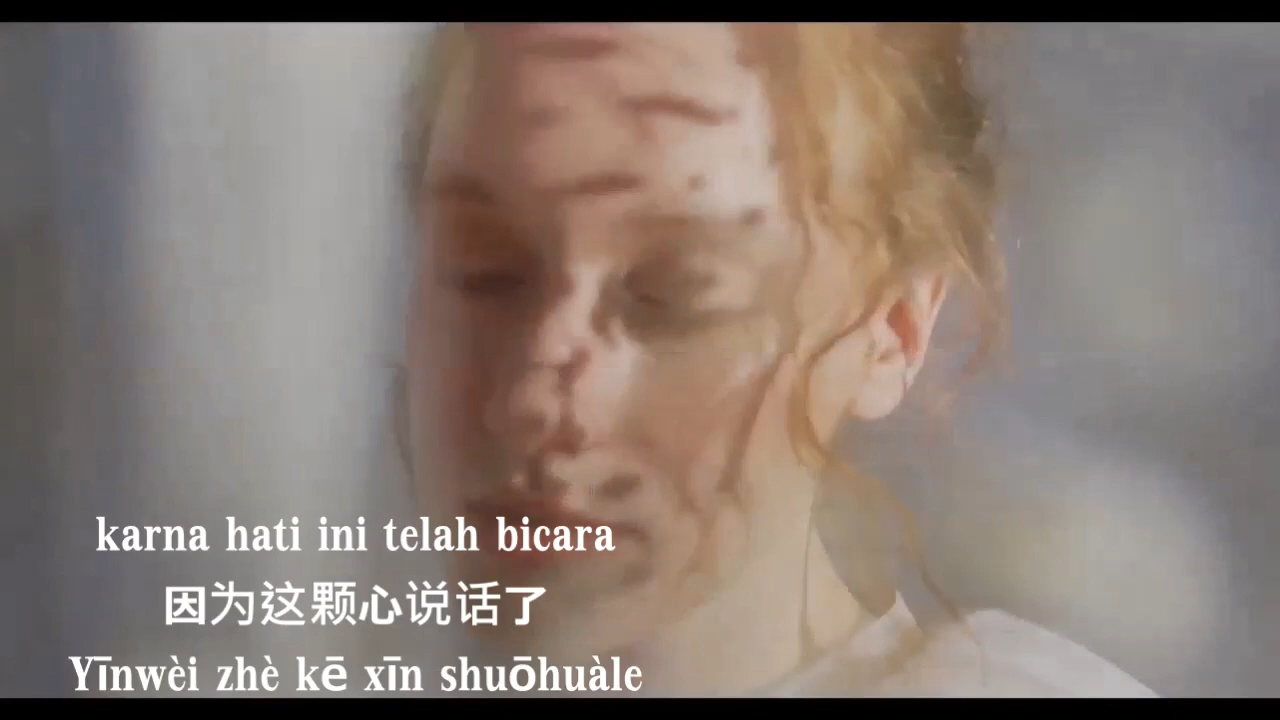 karna hati ini telah bicara
因为这颗心说话了
Yīnwèi zhè kē xīn shuōhuàle